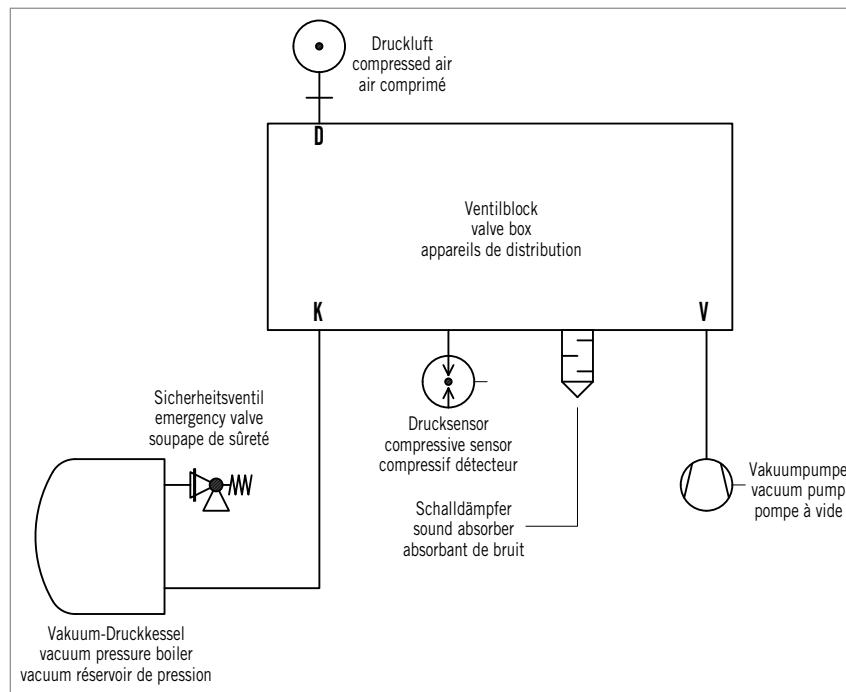 Druckluft
compressed air
air comprimé
D
Ventilblock
valve box
appareils de distribution
K
V
Sicherheitsventil
emergency valve
soupape de sûreté
Drucksensor
compressive sensor
compressif détecteur
Vakuumpumpe
vacuum pump
pompe à vide
Schalldämpfer
sound absorber
absorbant de bruit
Vakuum-Druckkessel
vacuum pressure boiler
vacuum réservoir de pression